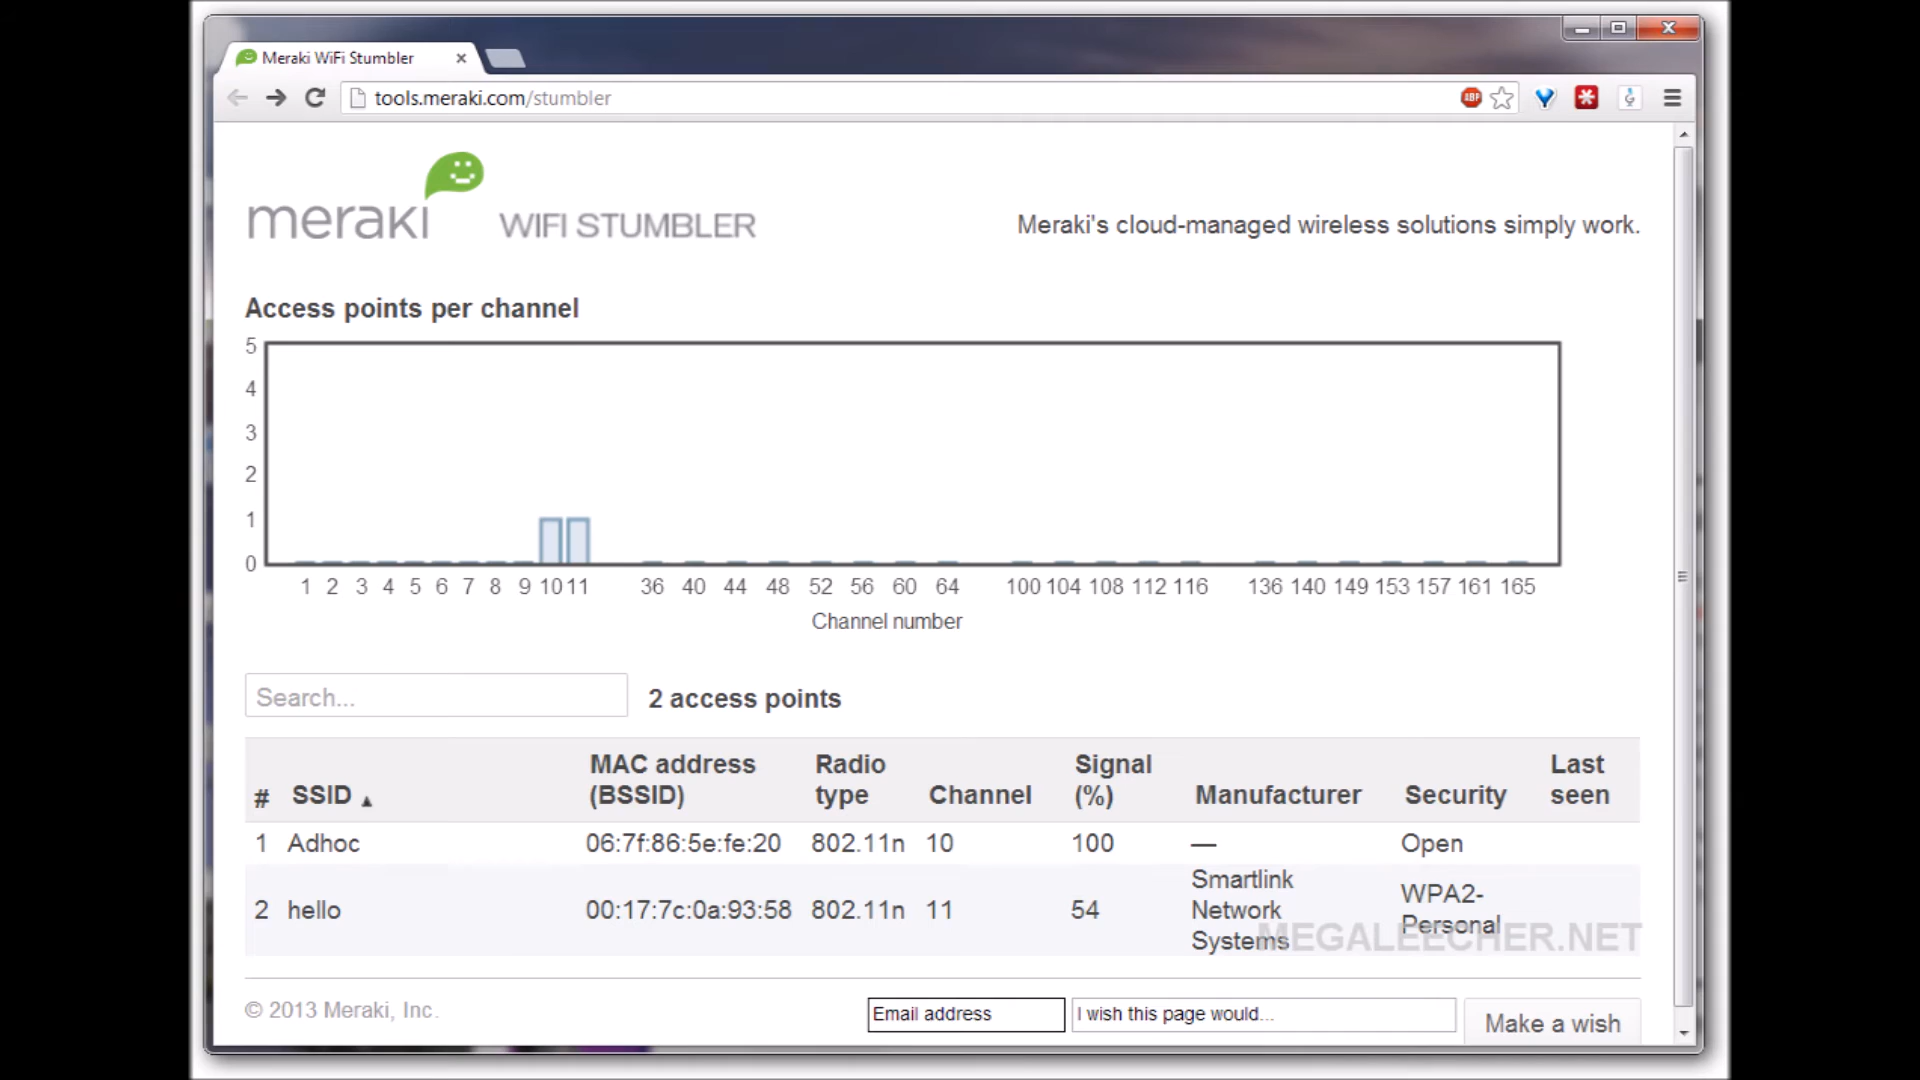 Meraki WiFi Stumbler
tools.meraki.com/stumbler
ABP
meraki WIFI STUMBLER
Meraki's cloud-managed wireless solutions simply work.
Access points per channel
5
4
3
2
1
0
1 2 3 4 5 6 7 8 9 10 11 36 40 44 48 52 56 60 64 100 104 108 112 116 136 140 149 153 157 161 165
Channel number
Search...
2 access points
# SSID ▲ MAC address (BSSID) Radio type Channel Signal (%) Manufacturer Security Last seen
1 Adhoc 06:7f:86:5e:fe:20 802.11n 10 100 — Open
2 hello 00:17:7c:0a:93:58 802.11n 11 54 Smartlink Network Systems WPA2-Personal
MEGALEECHER.NET
© 2013 Meraki, Inc.
Email address
I wish this page would...
Make a wish